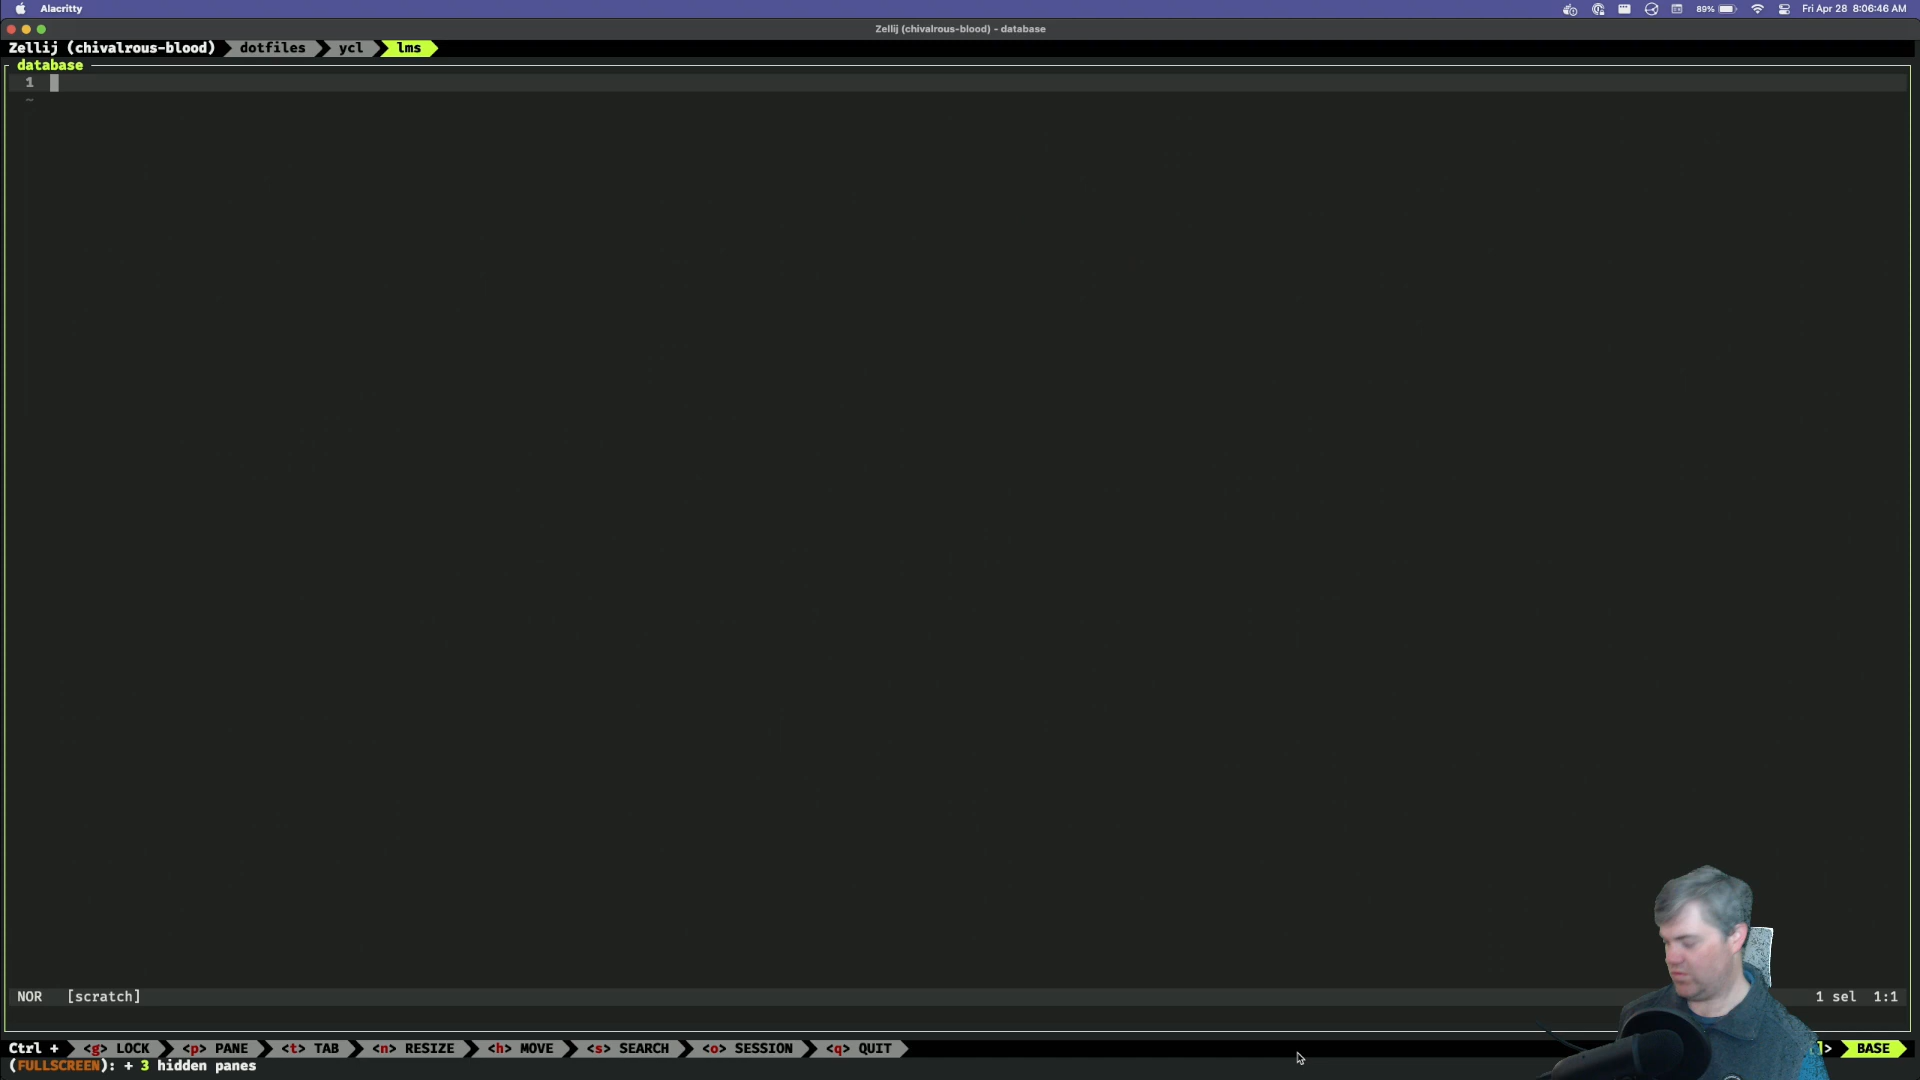 Alacritty
89%
Fri Apr 28 8:06:46 AM
Zellij (chivalrous-blood) - database
Zellij (chivalrous-blood) dotfiles ycl lms
database
1
~
NOR [scratch] 1 sel 1:1
Ctrl + <g> LOCK <p> PANE <t> TAB <n> RESIZE <h> MOVE <s> SEARCH <o> SESSION <q> QUIT BASE
(FULLSCREEN): + 3 hidden panes